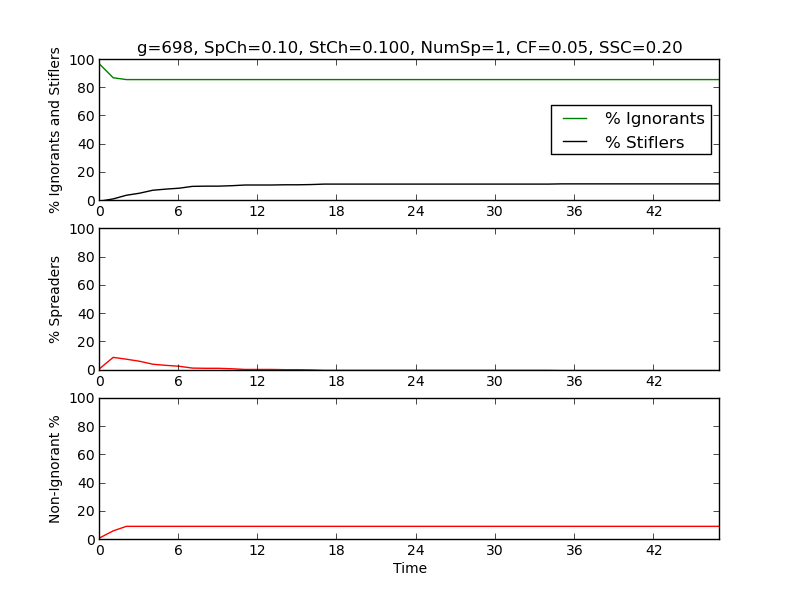 g=698, SpCh=0.10, StCh=0.100, NumSp=1, CF=0.05, SSC=0.20
% Ignorants and Stiflers
100
80
60
40
20
0
% Ignorants
% Stiflers
0 6 12 18 24 30 36 42
% Spreaders
100
80
60
40
20
0
0 6 12 18 24 30 36 42
Non-Ignorant %
100
80
60
40
20
0
0 6 12 18 24 30 36 42
Time